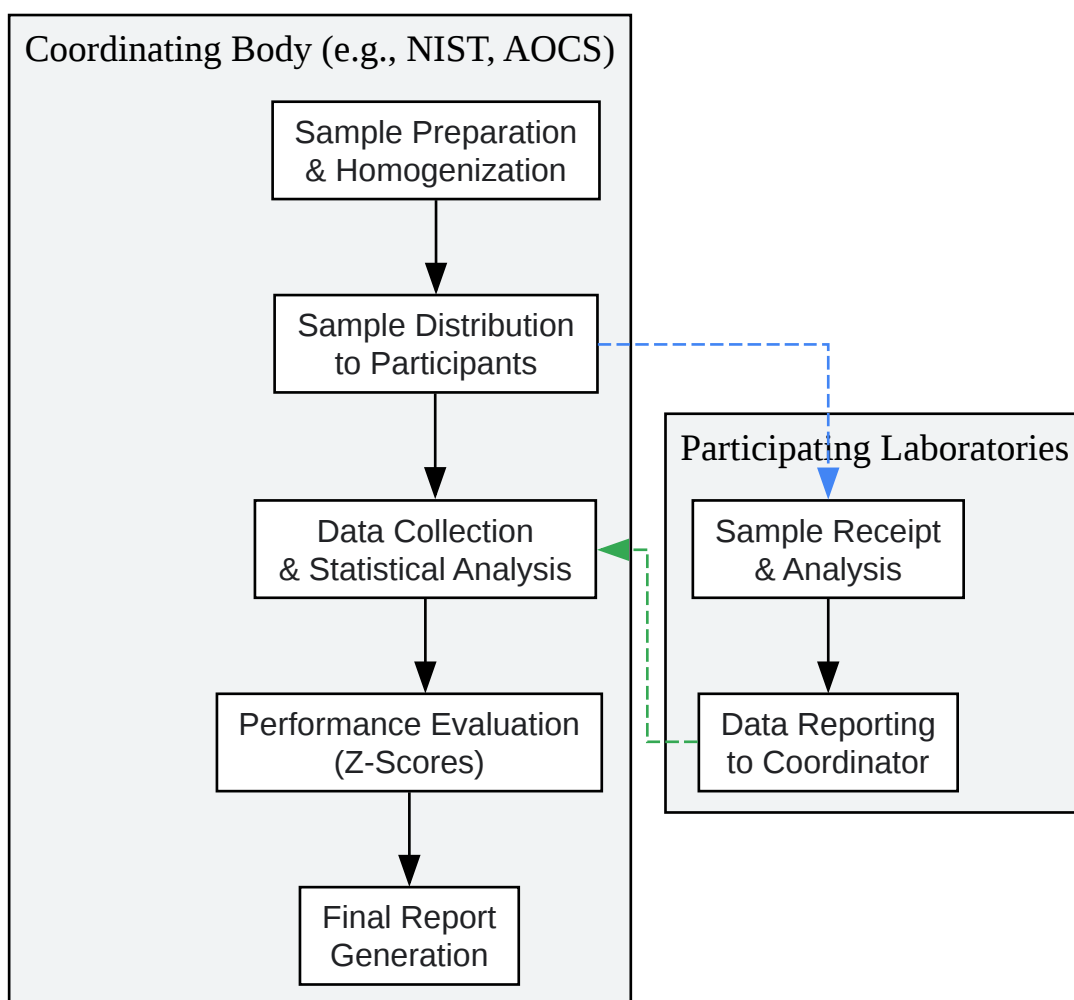 Coordinating Body (e.g., NIST, AOCS)
Sample Preparation
& Homogenization
Sample Distribution
to Participants
Data Collection
& Statistical Analysis
Performance Evaluation
(Z-Scores)
Final Report
Generation
Participating Laboratories
Sample Receipt
& Analysis
Data Reporting
to Coordinator